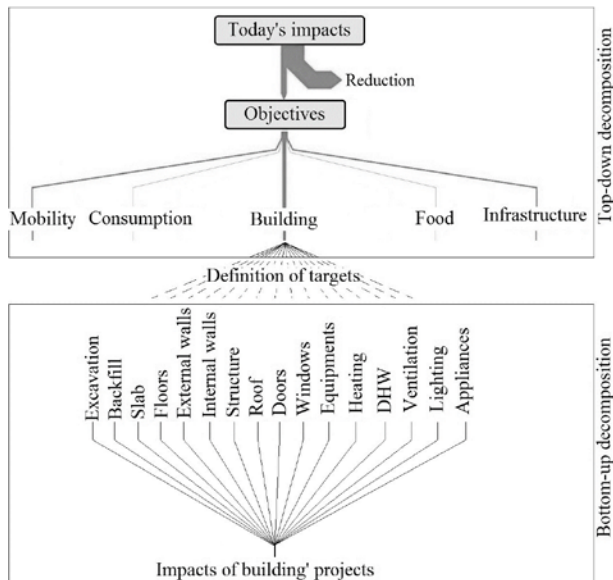 Today's impacts
Reduction
Objectives
Mobility
Consumption
Building
Food
Infrastructure
Top-down decomposition
Definition of targets
Excavation
Backfill
Slab
Floors
External walls
Internal walls
Structure
Roof
Doors
Windows
Equipments
Heating
DHW
Ventilation
Lighting
Appliances
Bottom-up decomposition
Impacts of building' projects